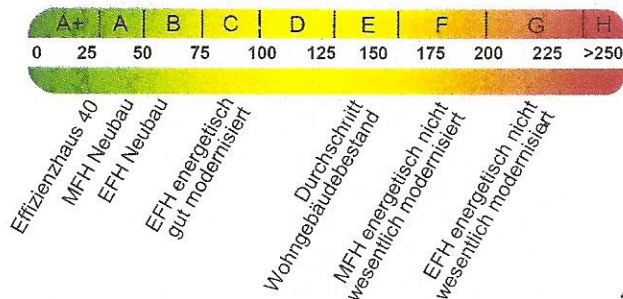 A+ A B C D E F G H
0 25 50 75 100 125 150 175 200 225 >250
Effizienzhaus 40
MFH Neubau
EFH Neubau
EFH energetisch
gut modernisiert
Durchschnitt
Wohngebäudebestand
MFH energetisch nicht
wesentlich modernisiert
EFH energetisch nicht
wesentlich modernisiert